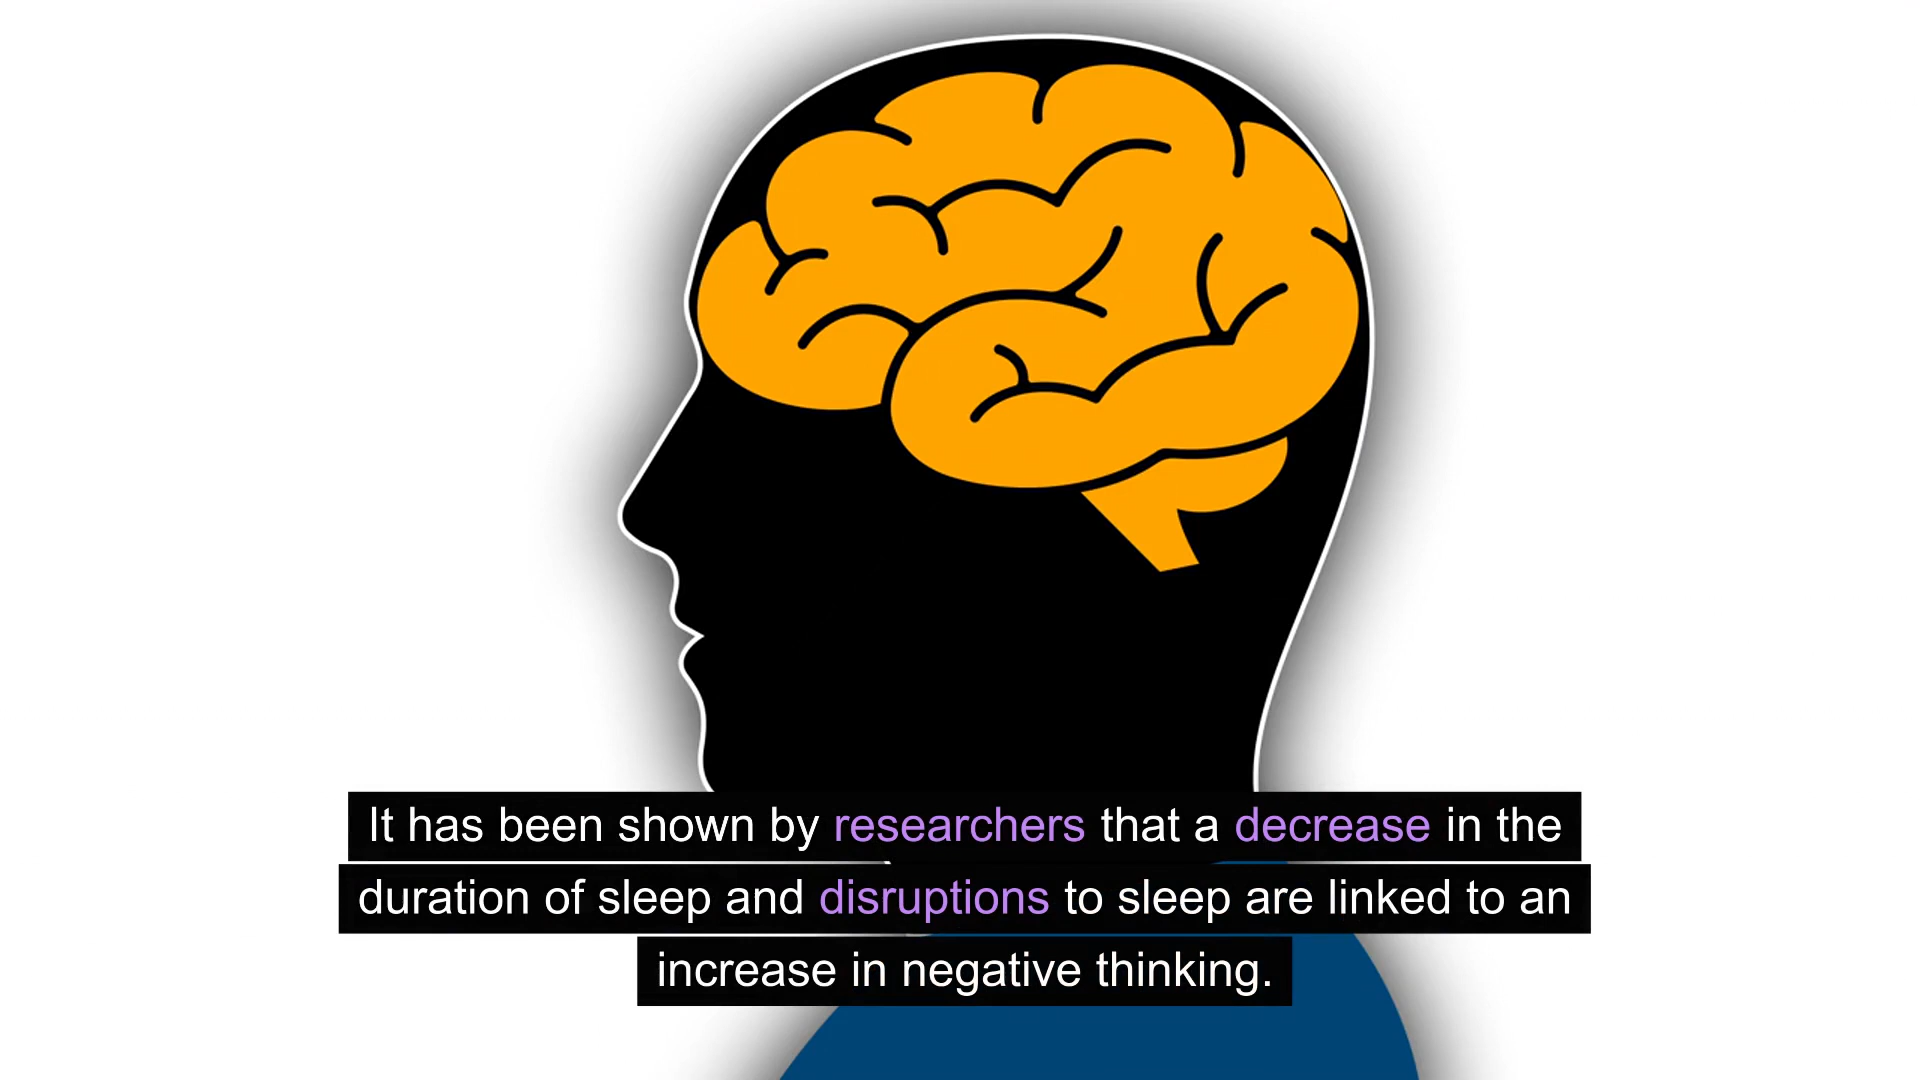 It has been shown by researchers that a decrease in the
duration of sleep and disruptions to sleep are linked to an
increase in negative thinking.